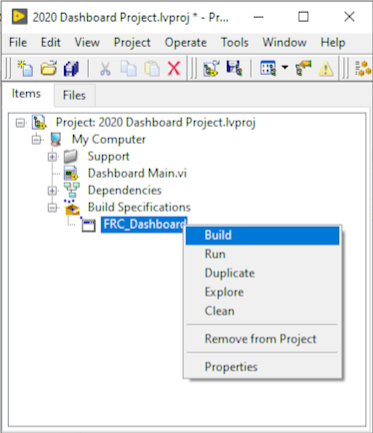 2020 Dashboard Project.lvproj * - Pr...
File Edit View Project Operate Tools Window Help
Items Files
Project: 2020 Dashboard Project.lvproj
My Computer
Support
Dashboard Main.vi
Dependencies
Build Specifications
FRC_Dashboard
Build
Run
Duplicate
Explore
Clean
Remove from Project
Properties